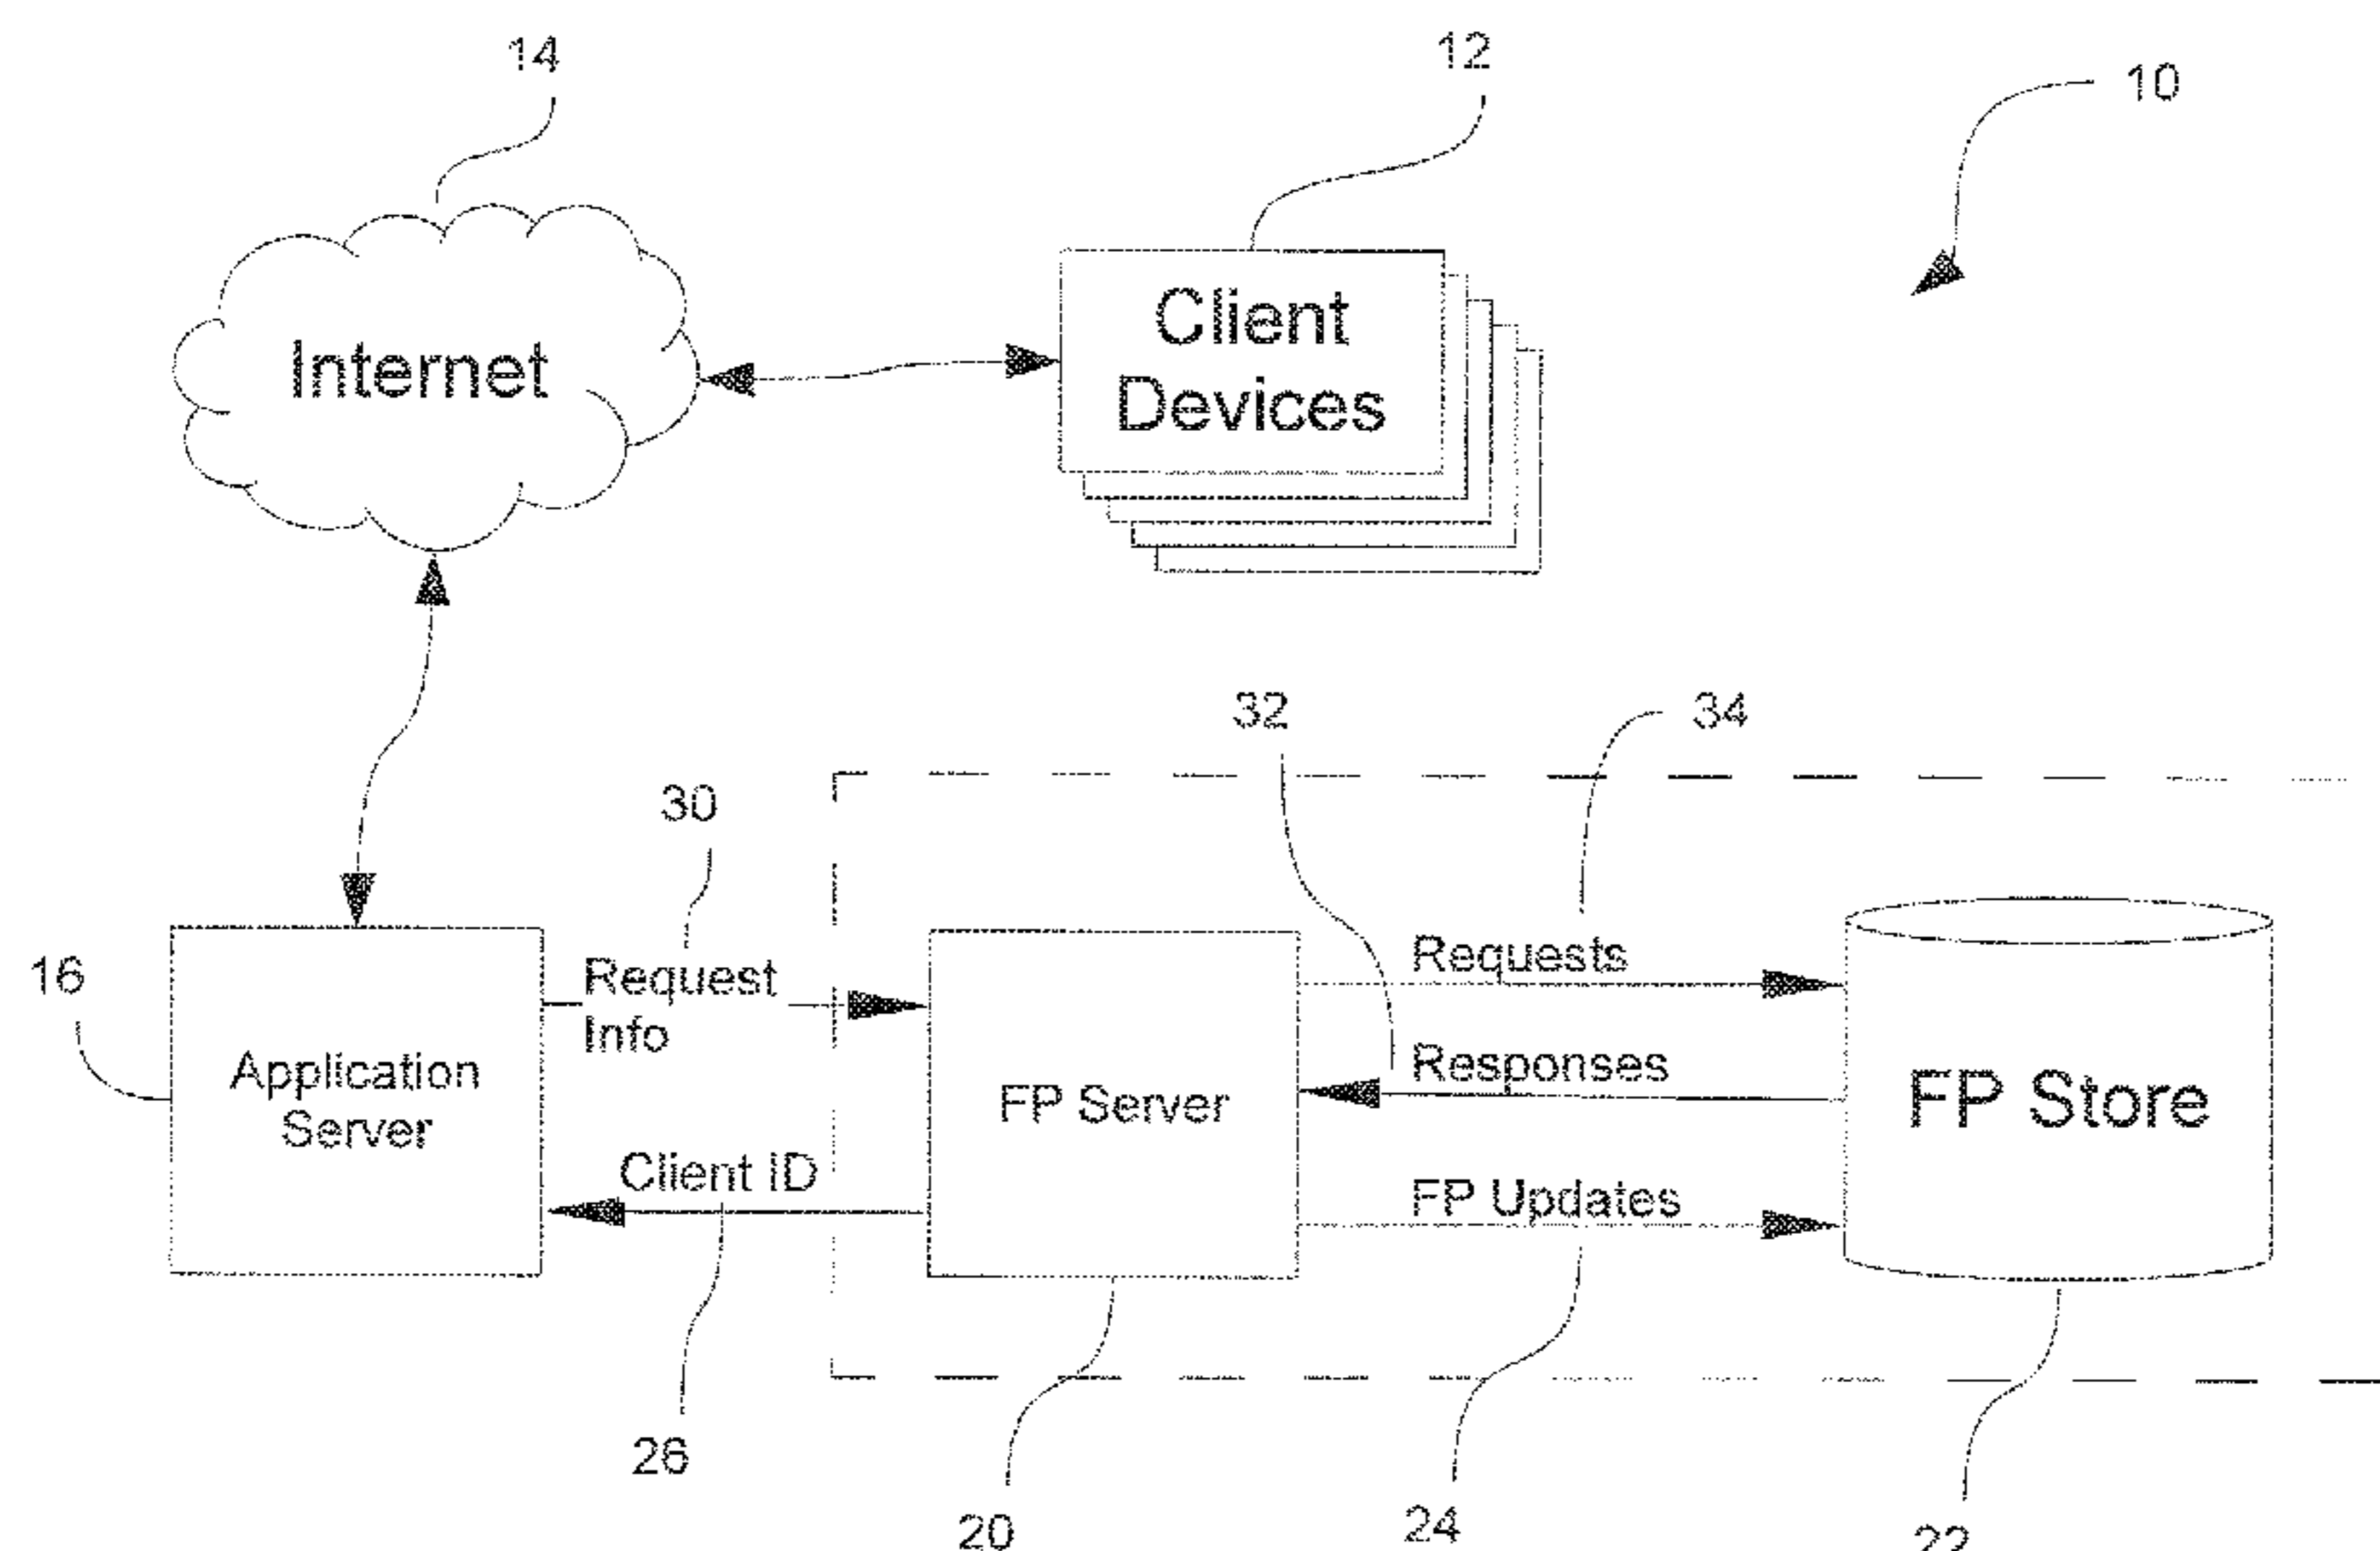 14
12
10
Internet
Client
Devices
32
34
30
16
Request
Info
Requests
Application
Server
FP Server
Responses
FP Store
Client ID
FP Updates
26
20
24
22